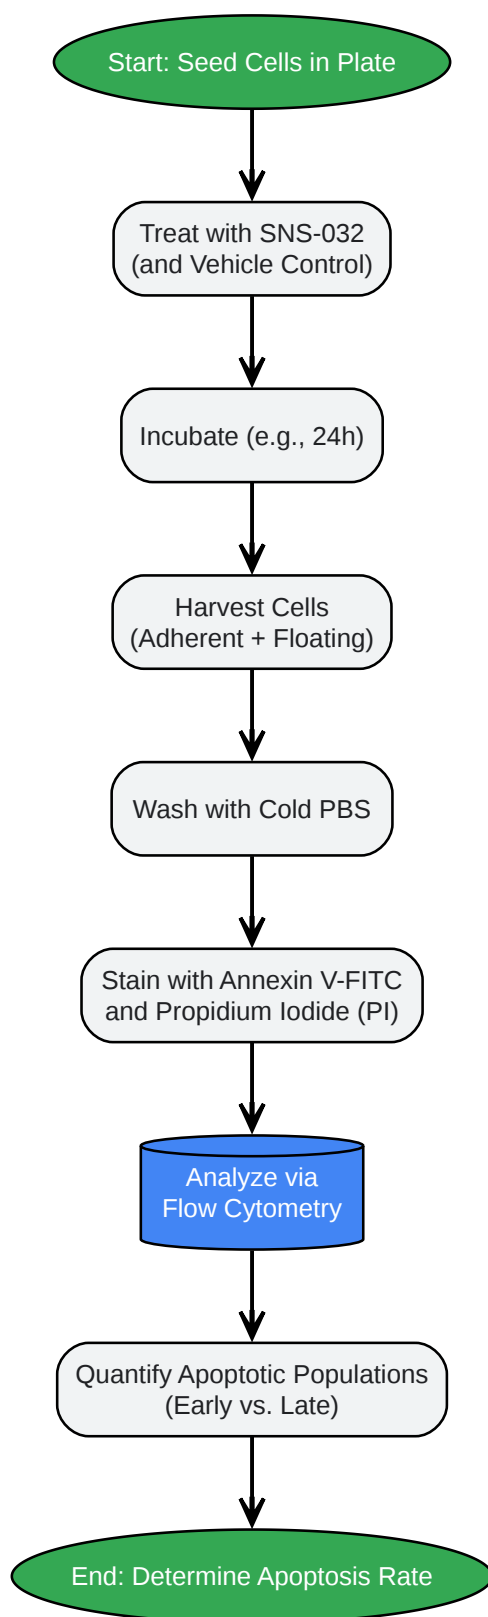 Start: Seed Cells in Plate
Treat with SNS-032
(and Vehicle Control)
Incubate (e.g., 24h)
Harvest Cells
(Adherent + Floating)
Wash with Cold PBS
Stain with Annexin V-FITC
and Propidium Iodide (PI)
Analyze via
Flow Cytometry
Quantify Apoptotic Populations
(Early vs. Late)
End: Determine Apoptosis Rate